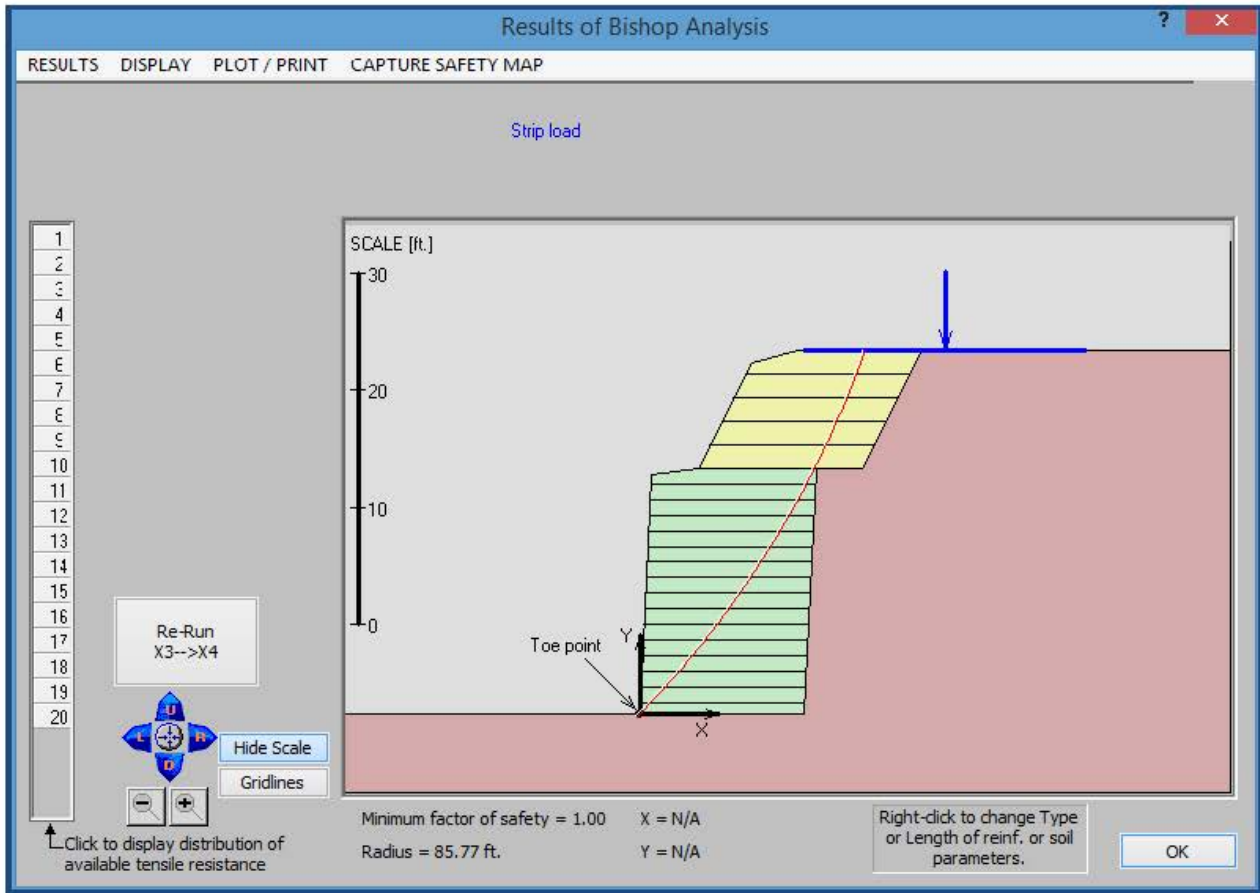 Results of Bishop Analysis
?
×
RESULTS DISPLAY PLOT / PRINT CAPTURE SAFETY MAP
Strip load
1
2
3
4
5
6
7
8
9
10
11
12
13
14
15
16
17
18
19
20
SCALE [ft.]
30
20
10
0
Toe point
Y
X
Re-Run
X3-->X4
U
L
R
D
Hide Scale
Gridlines
Click to display distribution of
available tensile resistance
Minimum factor of safety = 1.00 X = N/A
Radius = 85.77 ft. Y = N/A
Right-click to change Type
or Length of reinf. or soil
parameters.
OK